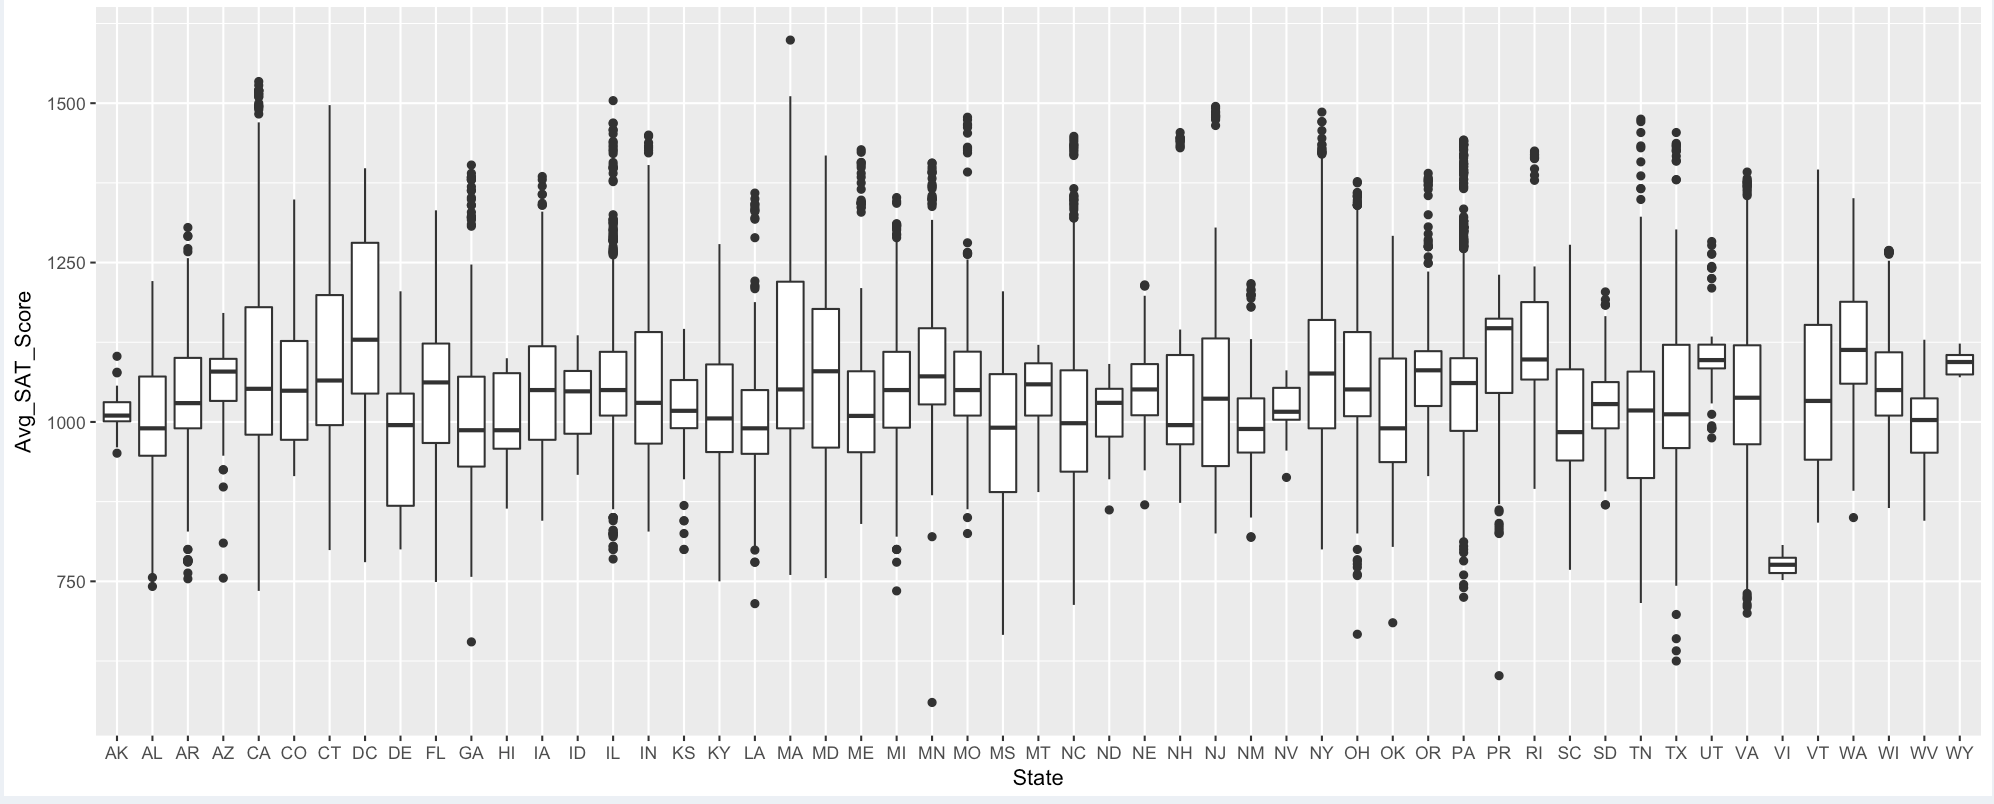 Avg_SAT_Score
1500
1250
1000
750
AK AL AR AZ CA CO CT DC DE FL GA HI IA ID IL IN KS KY LA MA MD ME MI MN MO MS MT NC ND NE NH NJ NM NV NY OH OK OR PA PR RI SC SD TN TX UT VA VI VT WA WI WV WY
State